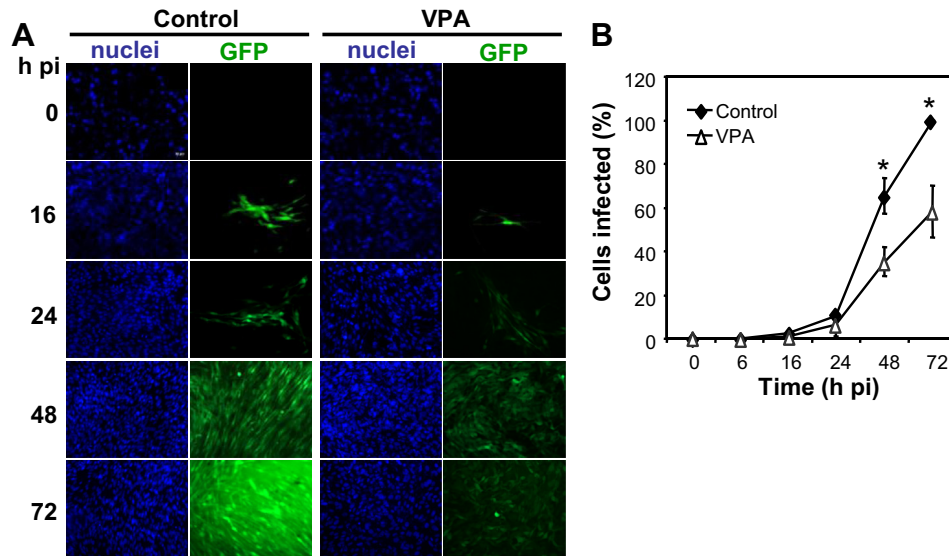 A
Control
VPA
nuclei
GFP
nuclei
GFP
h pi
0
16
24
48
72
B
Cells infected (%)
120
100
80
60
40
20
0
Control
VPA
*
*
0 6 16 24 48 72
Time (h pi)